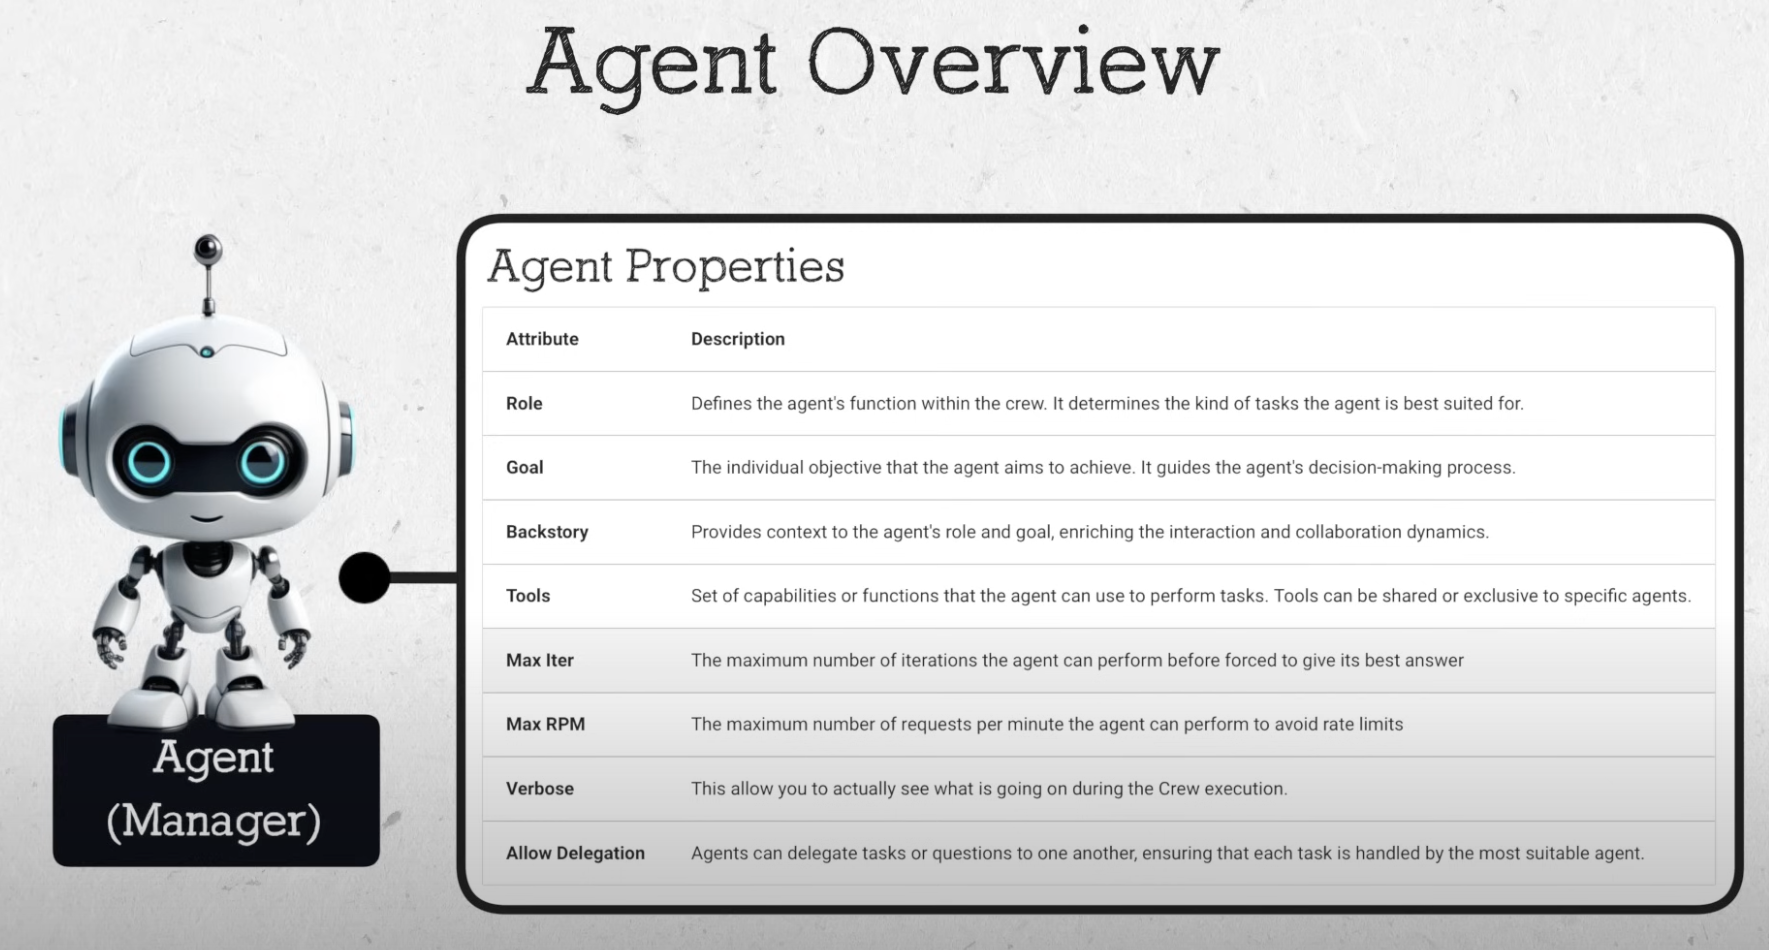 Agent Overview
Agent Properties
Attribute Description
Role Defines the agent's function within the crew. It determines the kind of tasks the agent is best suited for.
Goal The individual objective that the agent aims to achieve. It guides the agent's decision-making process.
Backstory Provides context to the agent's role and goal, enriching the interaction and collaboration dynamics.
Tools Set of capabilities or functions that the agent can use to perform tasks. Tools can be shared or exclusive to specific agents.
Max Iter The maximum number of iterations the agent can perform before forced to give its best answer
Max RPM The maximum number of requests per minute the agent can perform to avoid rate limits
Verbose This allow you to actually see what is going on during the Crew execution.
Allow Delegation Agents can delegate tasks or questions to one another, ensuring that each task is handled by the most suitable agent.
Agent
(Manager)